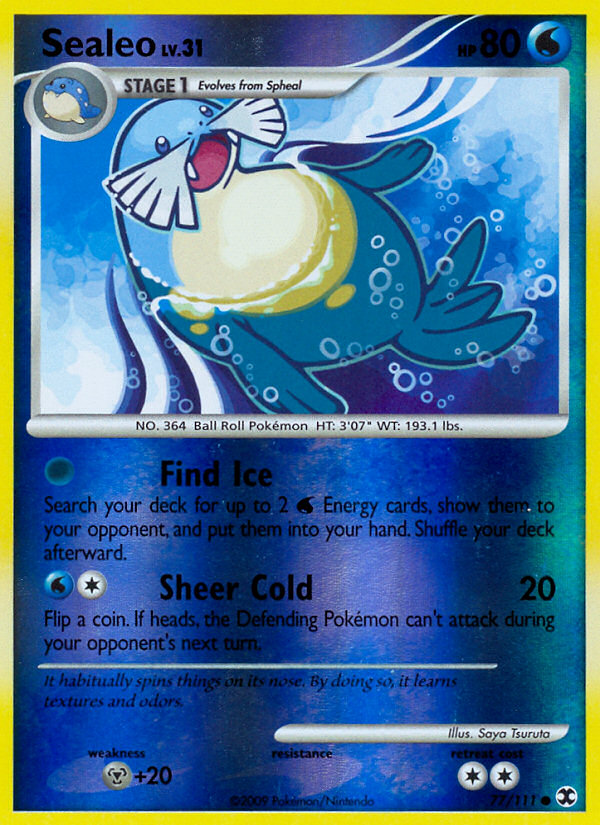 Sealeo LV.31 HP 80
STAGE 1 Evolves from Spheal
NO. 364 Ball Roll Pokémon HT: 3'07" WT: 193.1 lbs.
Find Ice
Search your deck for up to 2 Energy cards, show them to
your opponent, and put them into your hand. Shuffle your deck
afterward.
Sheer Cold 20
Flip a coin. If heads, the Defending Pokémon can't attack during
your opponent's next turn.
It habitually spins things on its nose. By doing so, it learns
textures and odors.
Illus. Saya Tsuruta
weakness resistance retreat cost
+20
©2009 Pokémon/Nintendo 77/111